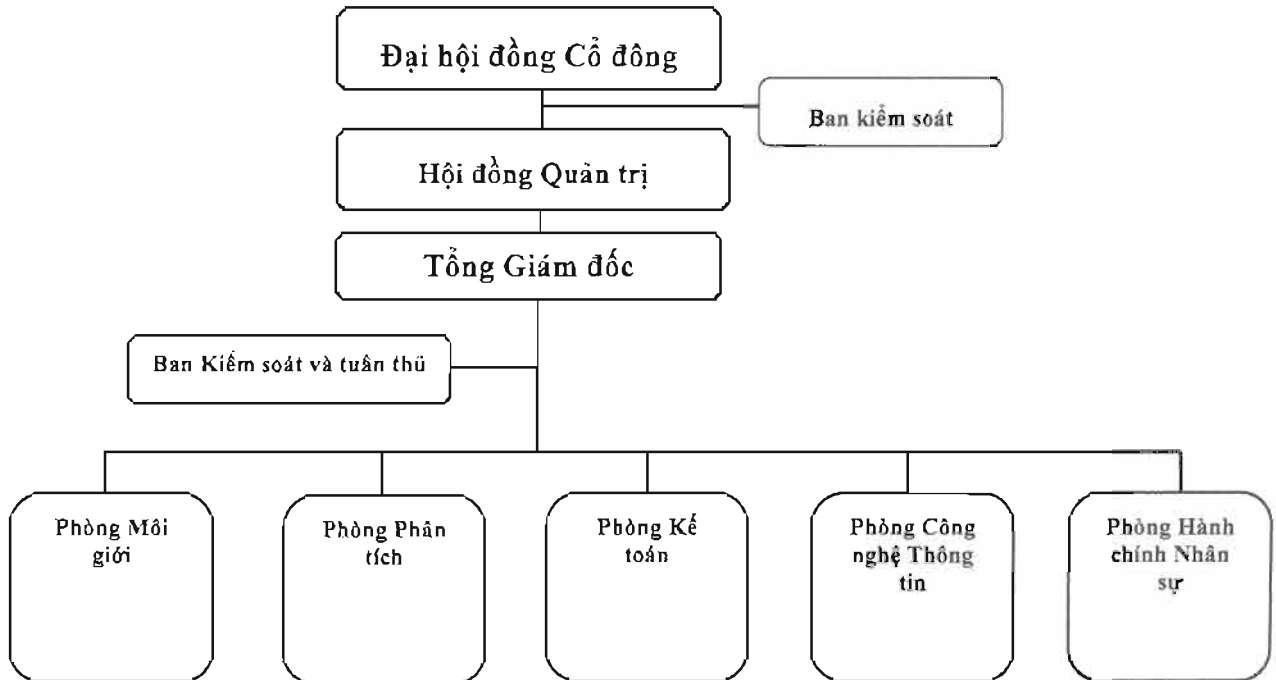 Đại hội đồng Cổ đông
Ban kiểm soát
Hội đồng Quản trị
Tổng Giám đốc
Ban Kiểm soát và tuân thủ
Phòng Môi
giới
Phòng Phân
tích
Phòng Kế
toán
Phòng Công
nghệ Thông
tin
Phòng Hành
chính Nhân
sự